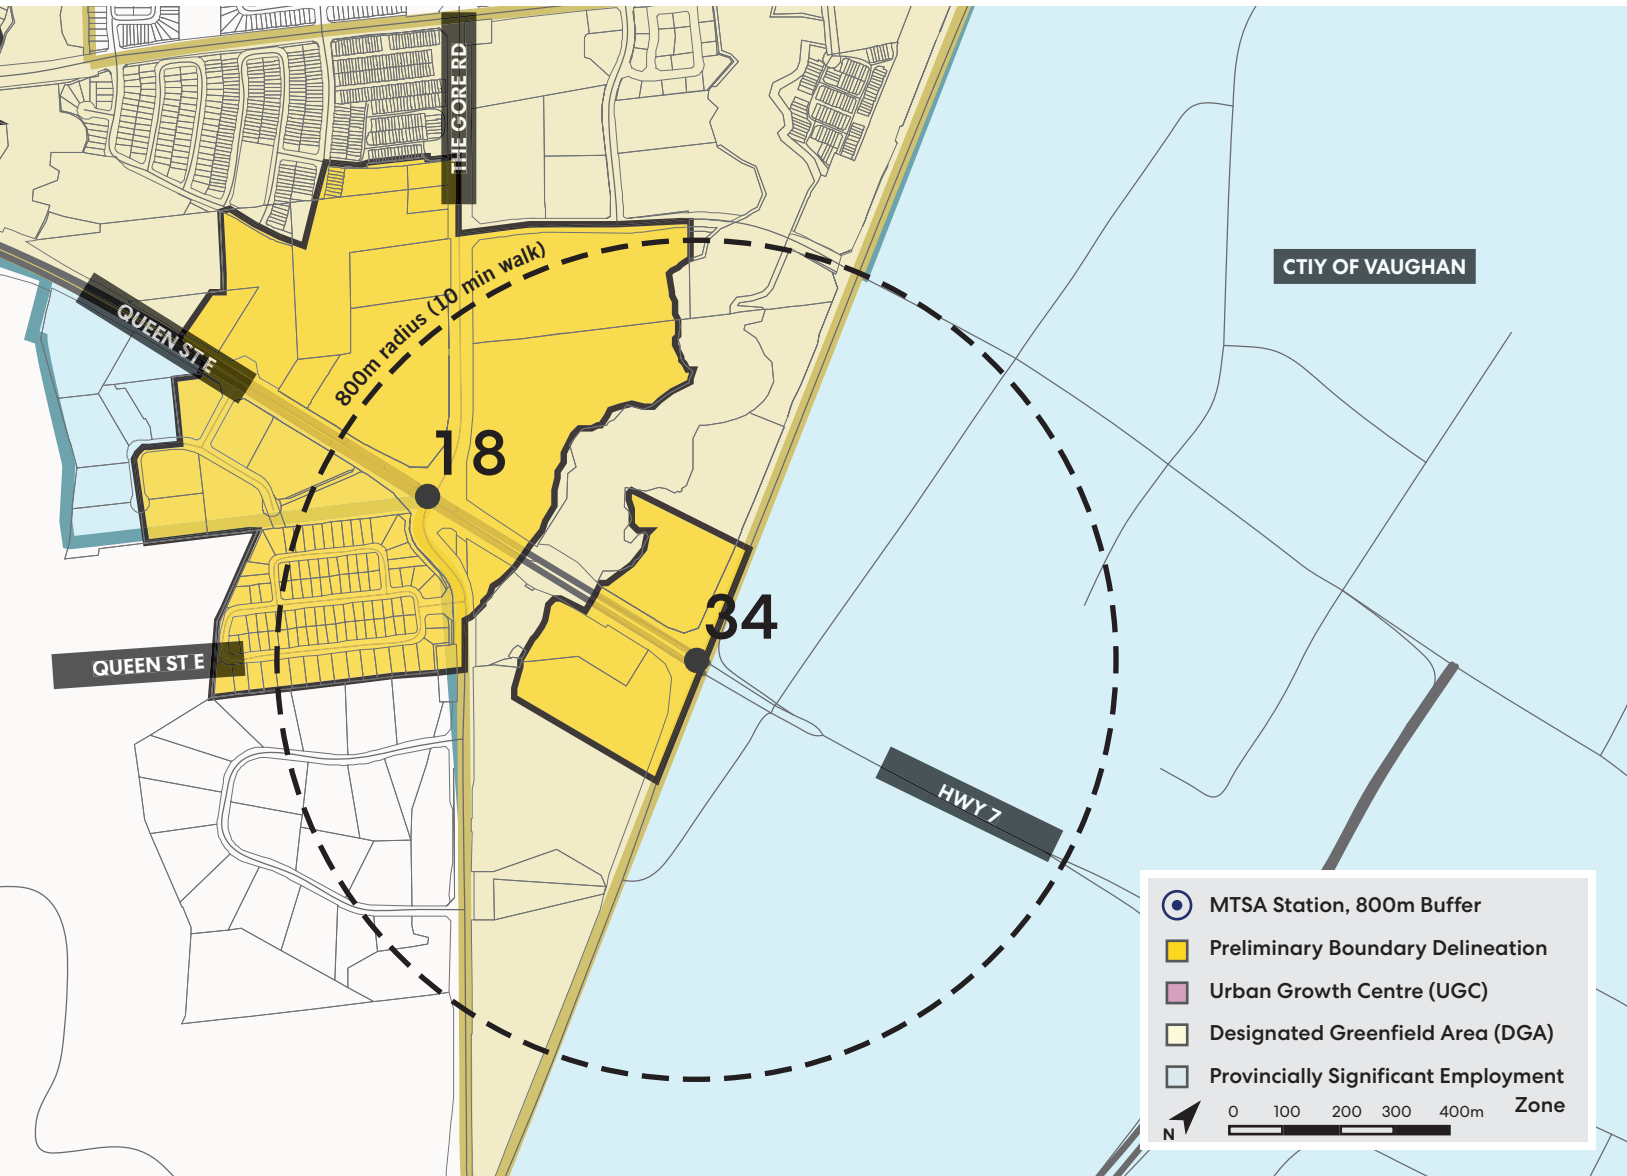 THE GORE RD
CTIY OF VAUGHAN
800m radius (10 min walk)
QUEEN ST E
18
34
QUEEN ST E
HWY 7
MTSA Station, 800m Buffer
Preliminary Boundary Delineation
Urban Growth Centre (UGC)
Designated Greenfield Area (DGA)
Provincially Significant Employment
Zone
0 100 200 300 400m
N